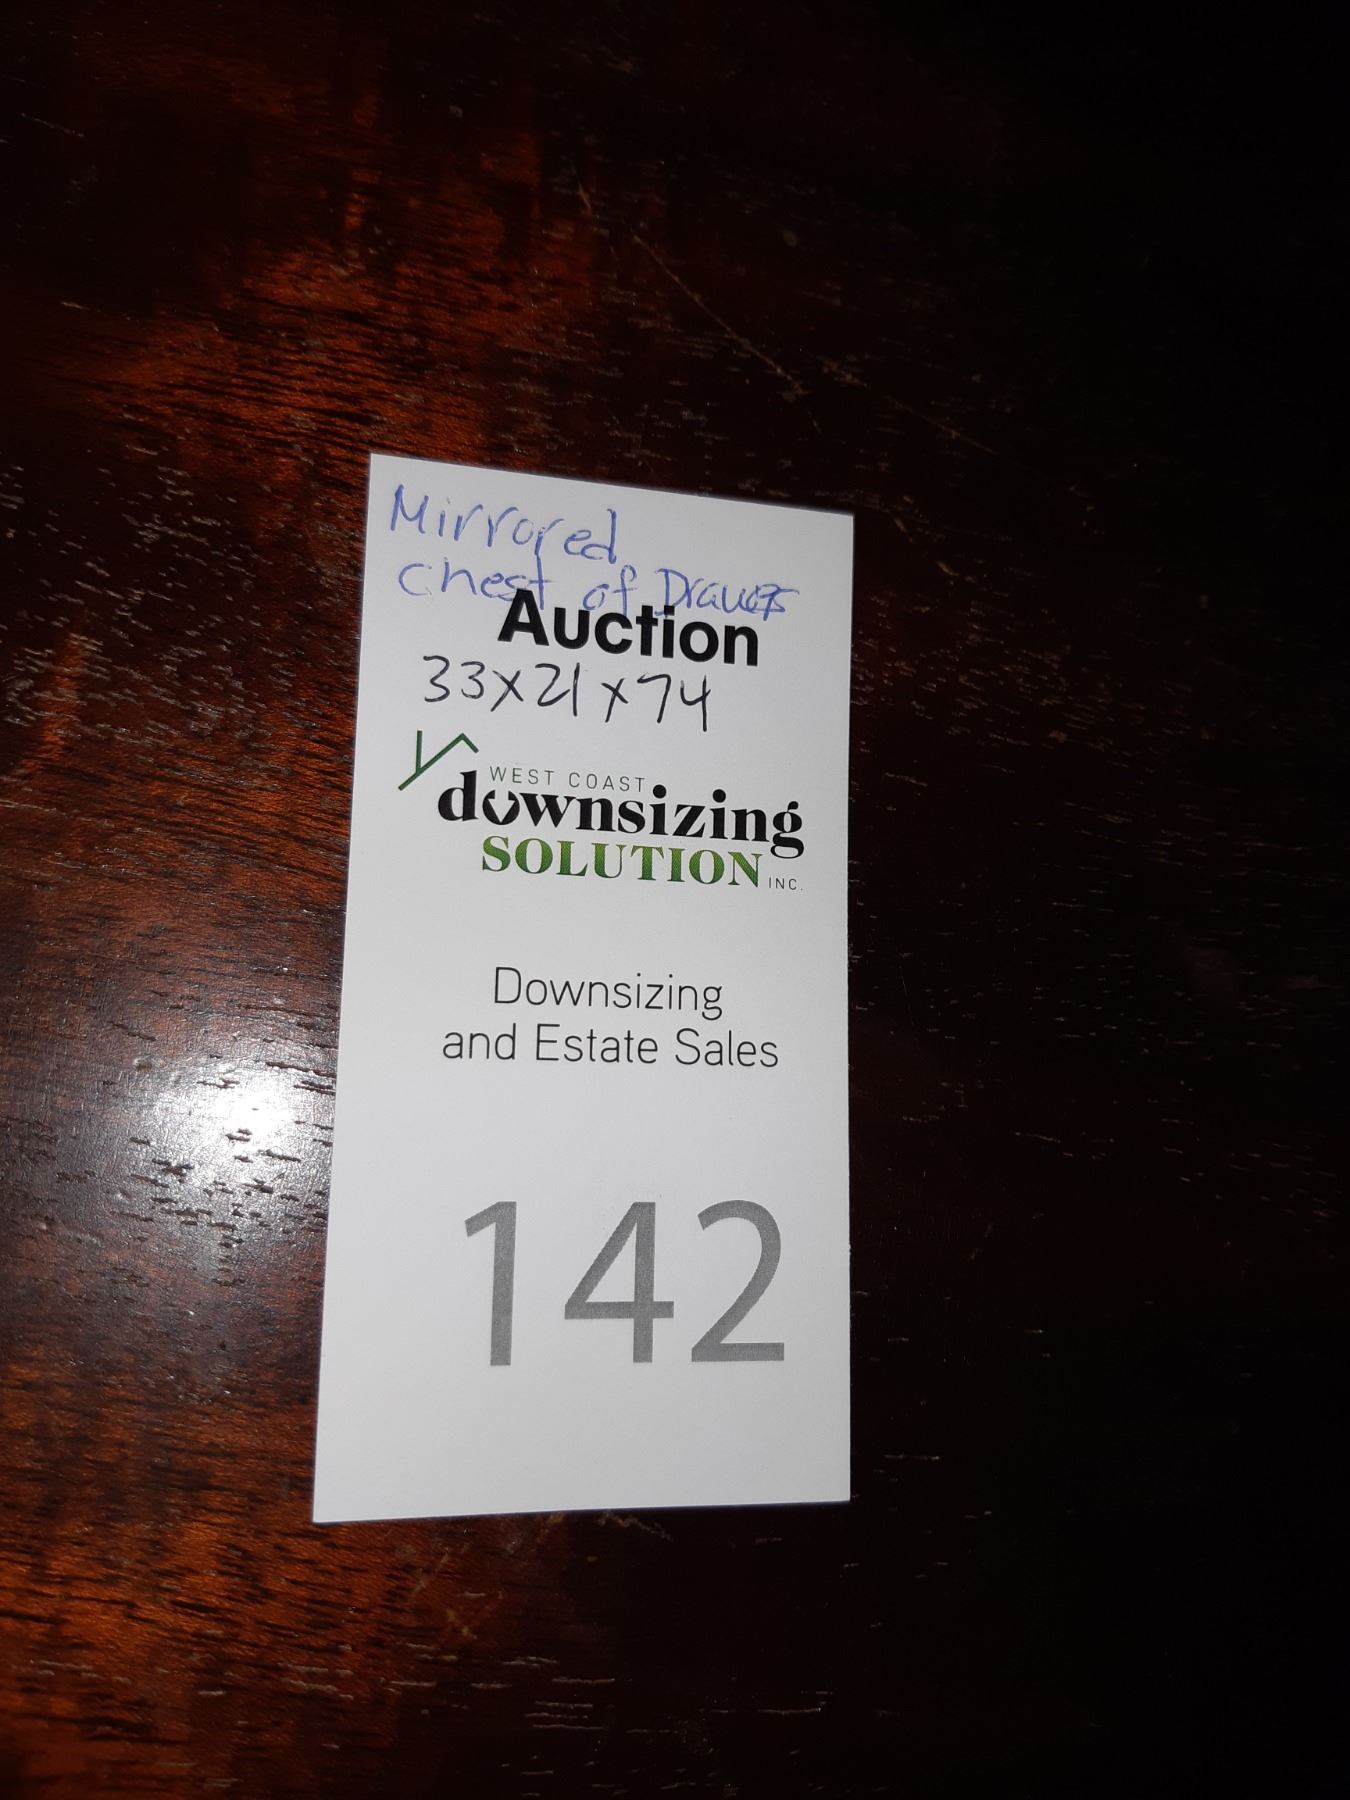 Mirrored
chest of Drawers
Auction
33x21x74
WEST COAST
downsizing
SOLUTION INC.
Downsizing
and Estate Sales
142